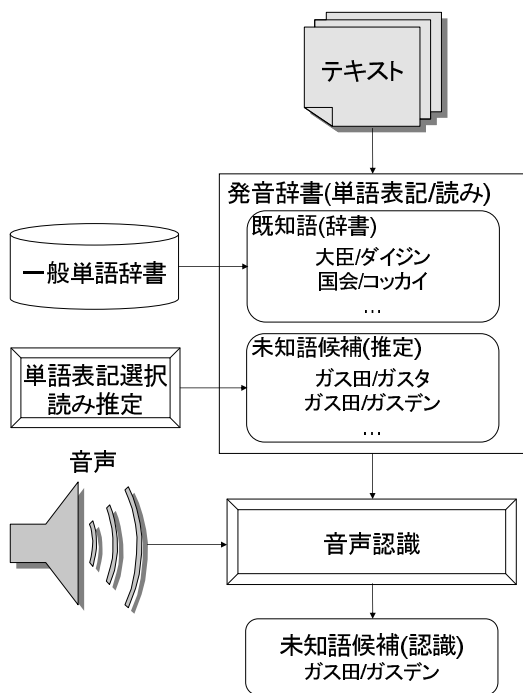 テキスト
発音辞書(単語表記/読み)
既知語(辞書)
大臣/ダイジン
国会/コッカイ
…
一般単語辞書
未知語候補(推定)
ガス田/ガスタ
ガス田/ガスデン
…
単語表記選択
読み推定
音声
音声認識
未知語候補(認識)
ガス田/ガスデン